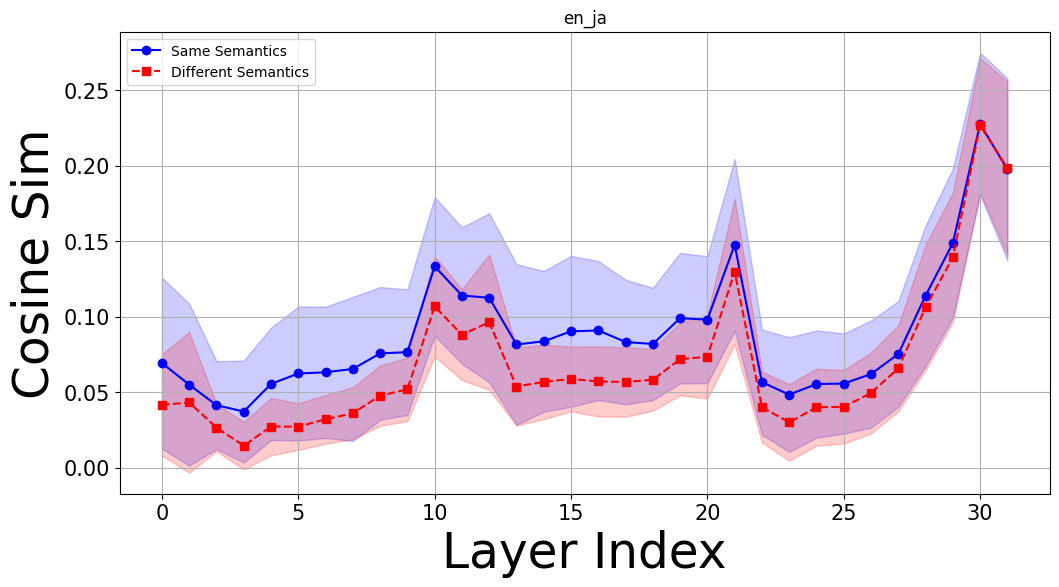 en_ja
Same Semantics
Different Semantics
Cosine Sim
0.25
0.20
0.15
0.10
0.05
0.00
0 5 10 15 20 25 30
Layer Index